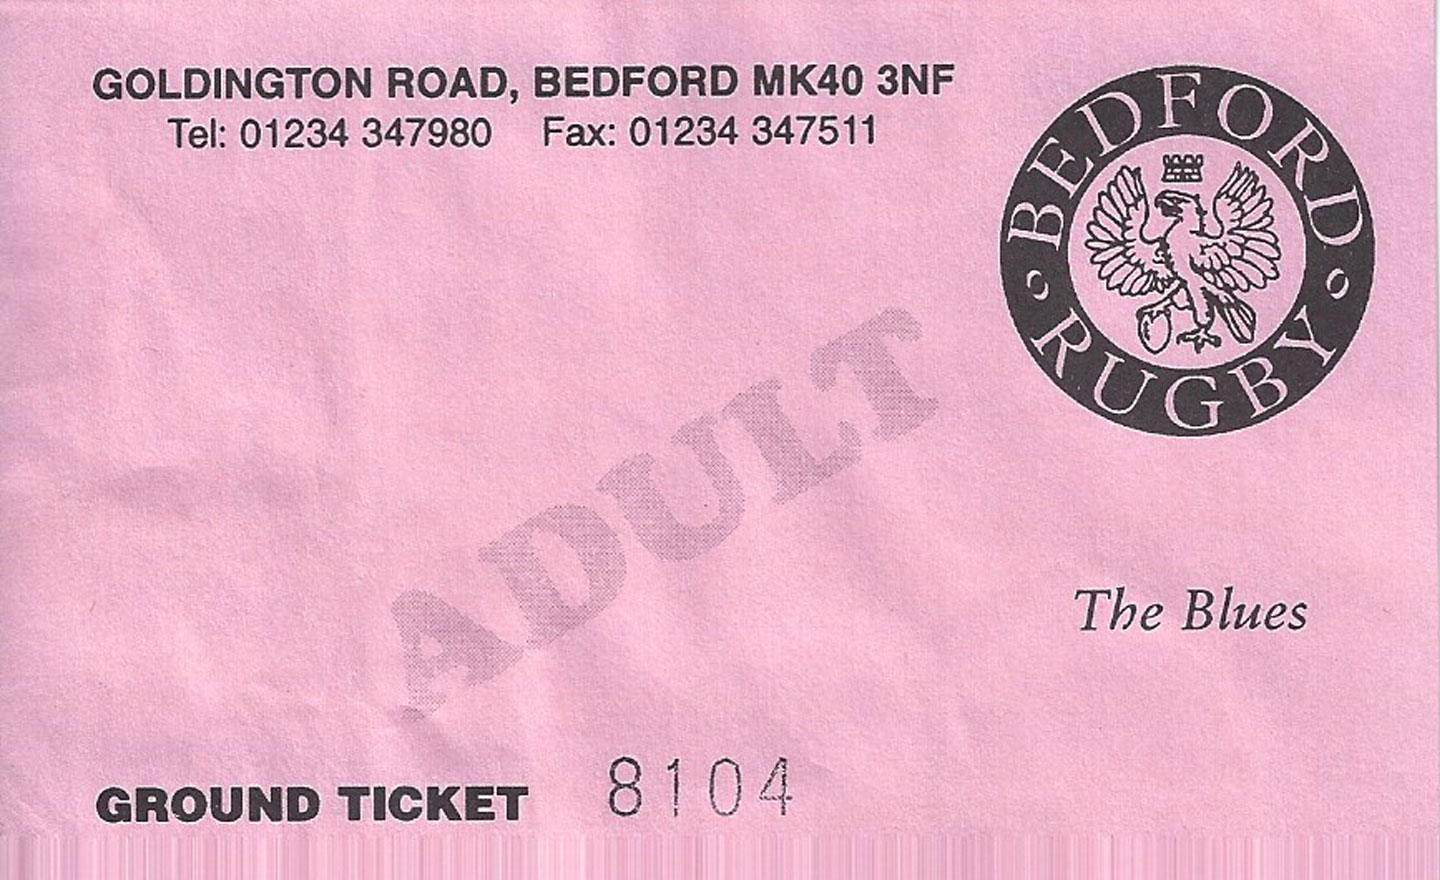 GOLDINGTON ROAD, BEDFORD MK40 3NF
Tel: 01234 347980 Fax: 01234 347511
BEDFORD
RUGBY
ADULT
The Blues
GROUND TICKET 8104